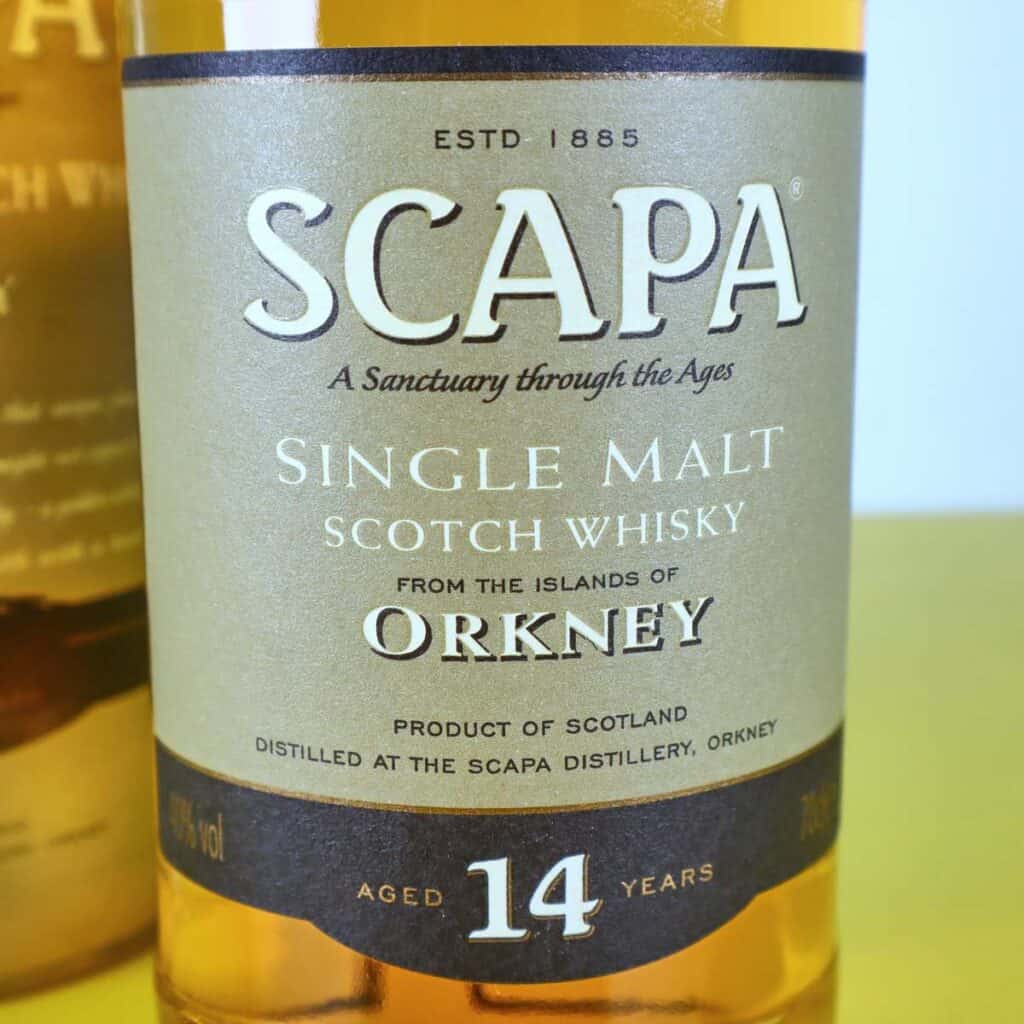 ESTD 1885
SCAPA®
A Sanctuary through the Ages
SINGLE MALT
SCOTCH WHISKY
FROM THE ISLANDS OF
ORKNEY
PRODUCT OF SCOTLAND
DISTILLED AT THE SCAPA DISTILLERY, ORKNEY
vol
AGED 14 YEARS